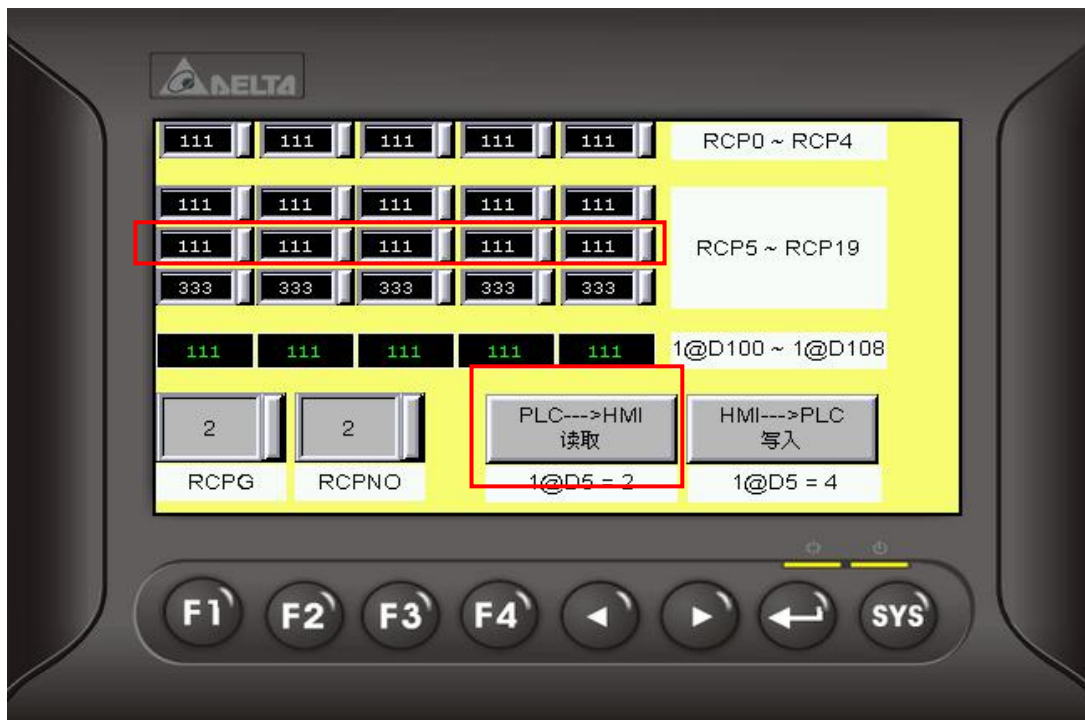 DELTA
111 111 111 111 111 RCP0 ~ RCP4
111 111 111 111 111
111 111 111 111 111 RCP5 ~ RCP19
333 333 333 333 333
111 111 111 111 111 1@D100 ~ 1@D108
2 2 PLC--->HMI HMI--->PLC
读取 写入
RCPG RCPNO 1@D5 = 2 1@D5 = 4
F1 F2 F3 F4 SYS